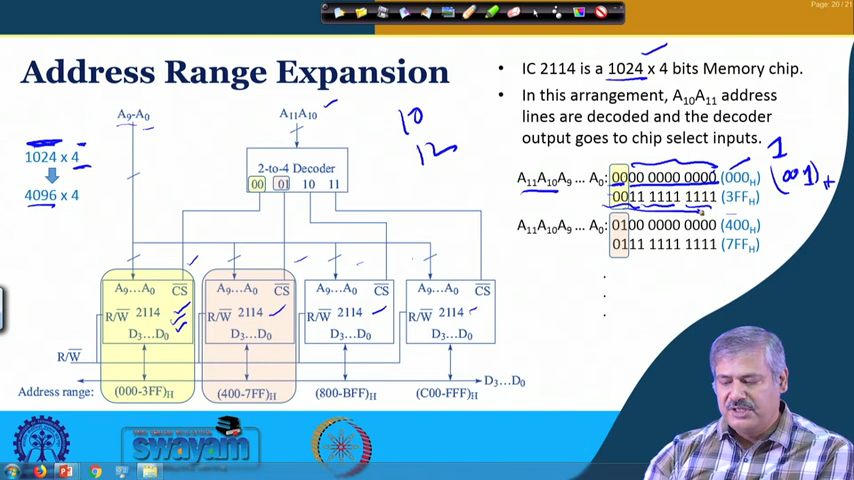 Page: 20 / 21
Address Range Expansion
• IC 2114 is a 1024 x 4 bits Memory chip.
• In this arrangement, A10A11 address
lines are decoded and the decoder
output goes to chip select inputs.
A11A10A9 ... A0: 0000 0000 0000 (000H)
0011 1111 1111 (3FFH)
A11A10A9 ... A0: 0100 0000 0000 (400H)
0111 1111 1111 (7FFH)
.
.
.
1
(001)H
10
12
1024 x 4
4096 x 4
A9-A0
A11A10
2-to-4 Decoder
00 01 10 11
A9...A0 CS
R/W 2114
D3...D0
A9...A0 CS
R/W 2114
D3...D0
A9...A0 CS
R/W 2114
D3...D0
A9...A0 CS
R/W 2114
D3...D0
R/W
D3...D0
Address range: (000-3FF)H (400-7FF)H (800-BFF)H (C00-FFF)H
swayam